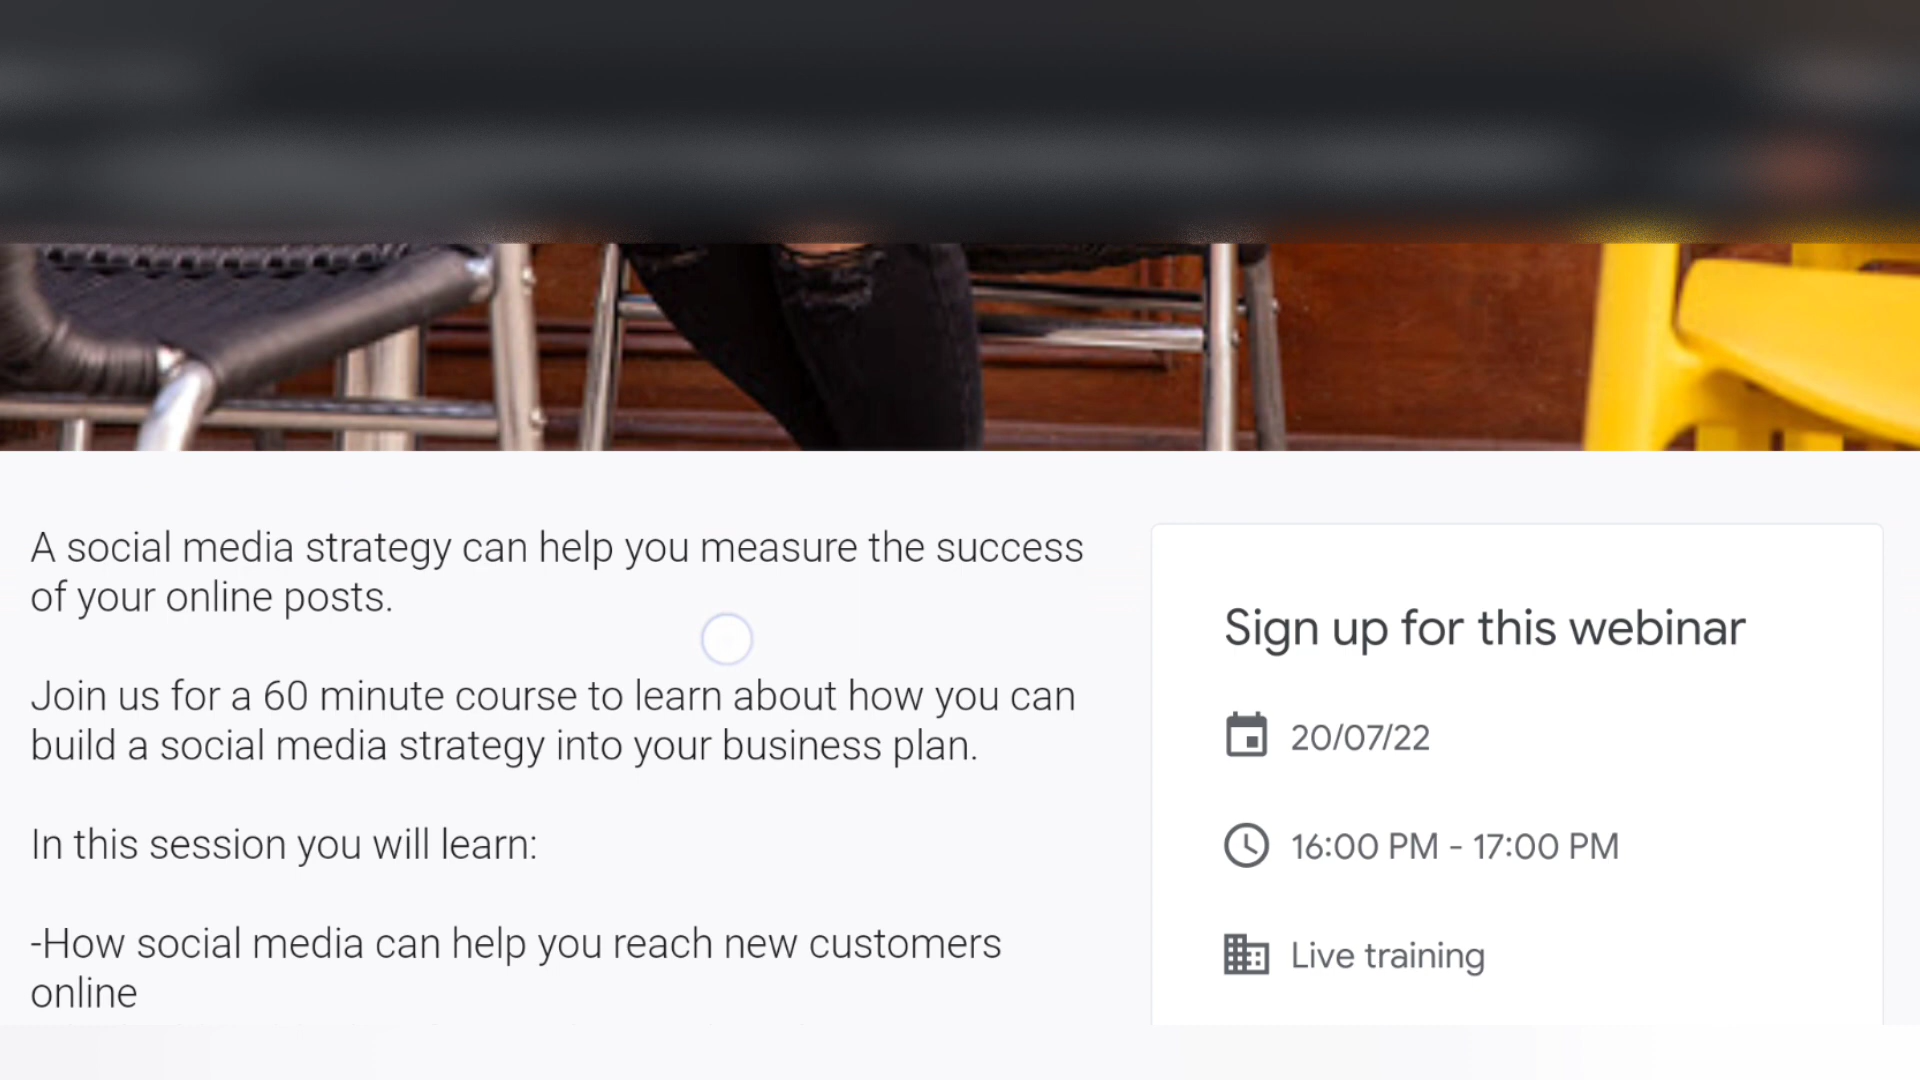 A social media strategy can help you measure the success
of your online posts.
Join us for a 60 minute course to learn about how you can
build a social media strategy into your business plan.
In this session you will learn:
-How social media can help you reach new customers
online
Sign up for this webinar
20/07/22
16:00 PM - 17:00 PM
Live training